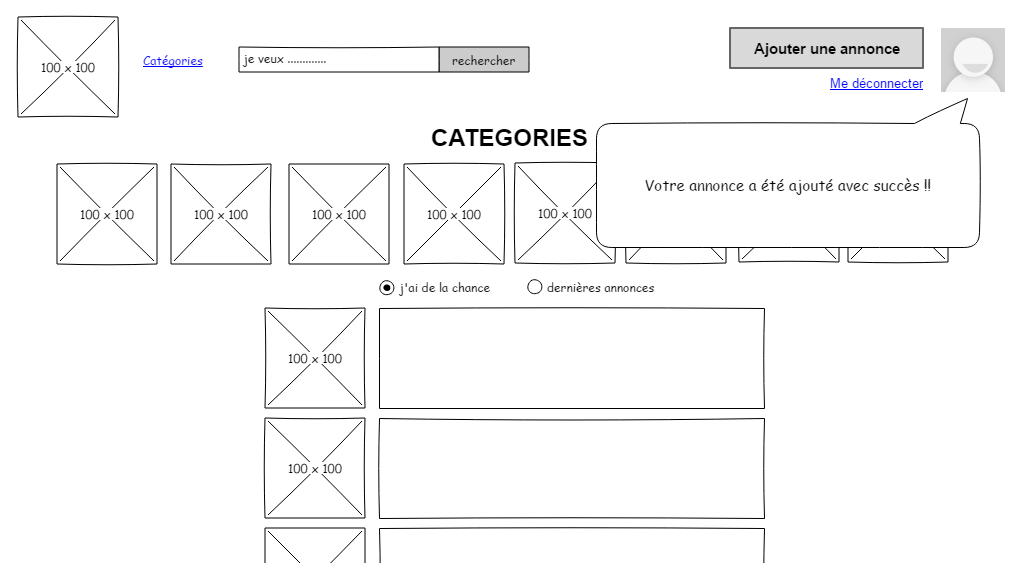 100 x 100
Catégories
je veux .............
rechercher
Ajouter une annonce
Me déconnecter
CATEGORIES
Votre annonce a été ajouté avec succès !!
100 x 100
100 x 100
100 x 100
100 x 100
100 x 100
j'ai de la chance
dernières annonces
100 x 100
100 x 100